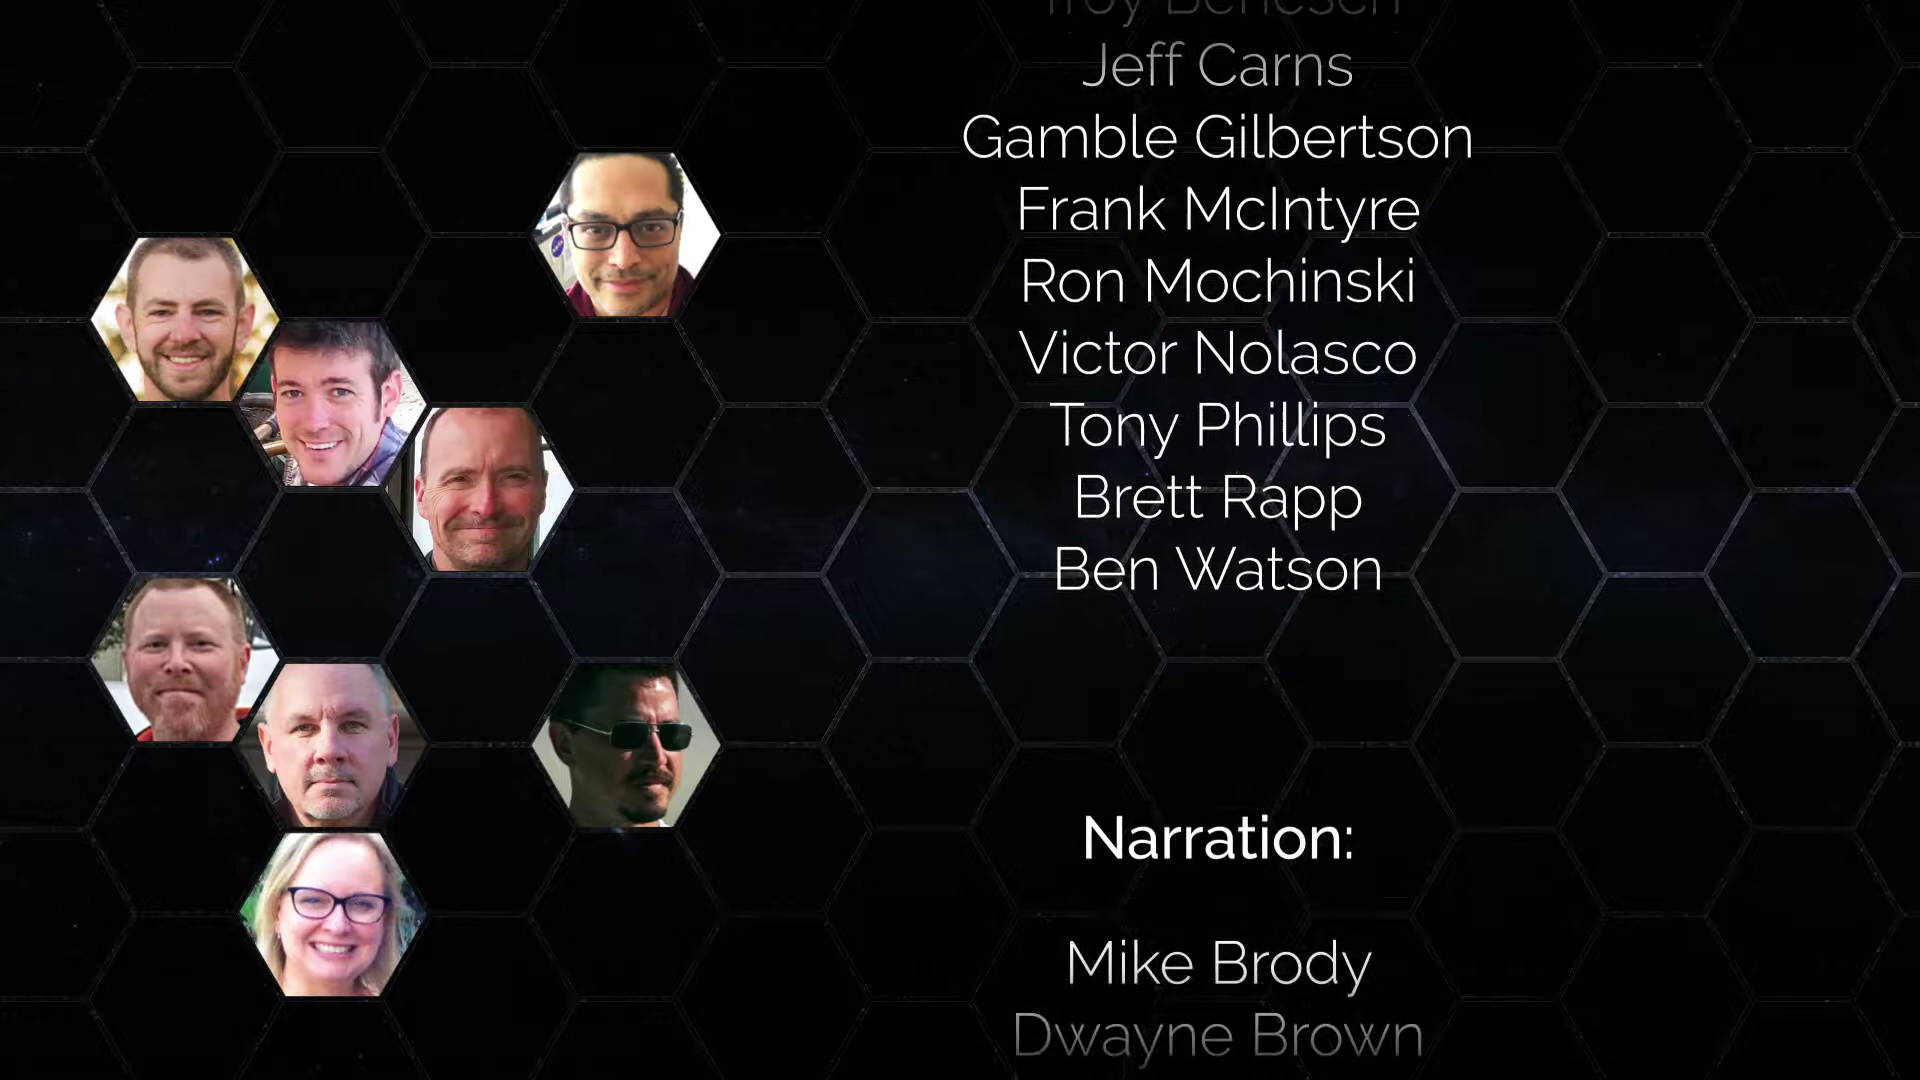 Jeff Carns
Gamble Gilbertson
Frank McIntyre
Ron Mochinski
Victor Nolasco
Tony Phillips
Brett Rapp
Ben Watson
Narration:
Mike Brody
Dwayne Brown